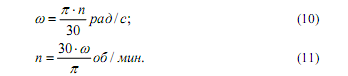 ω = π · n / 30 рад / с; (10)
n = 30 · ω / π об / мин. (11)